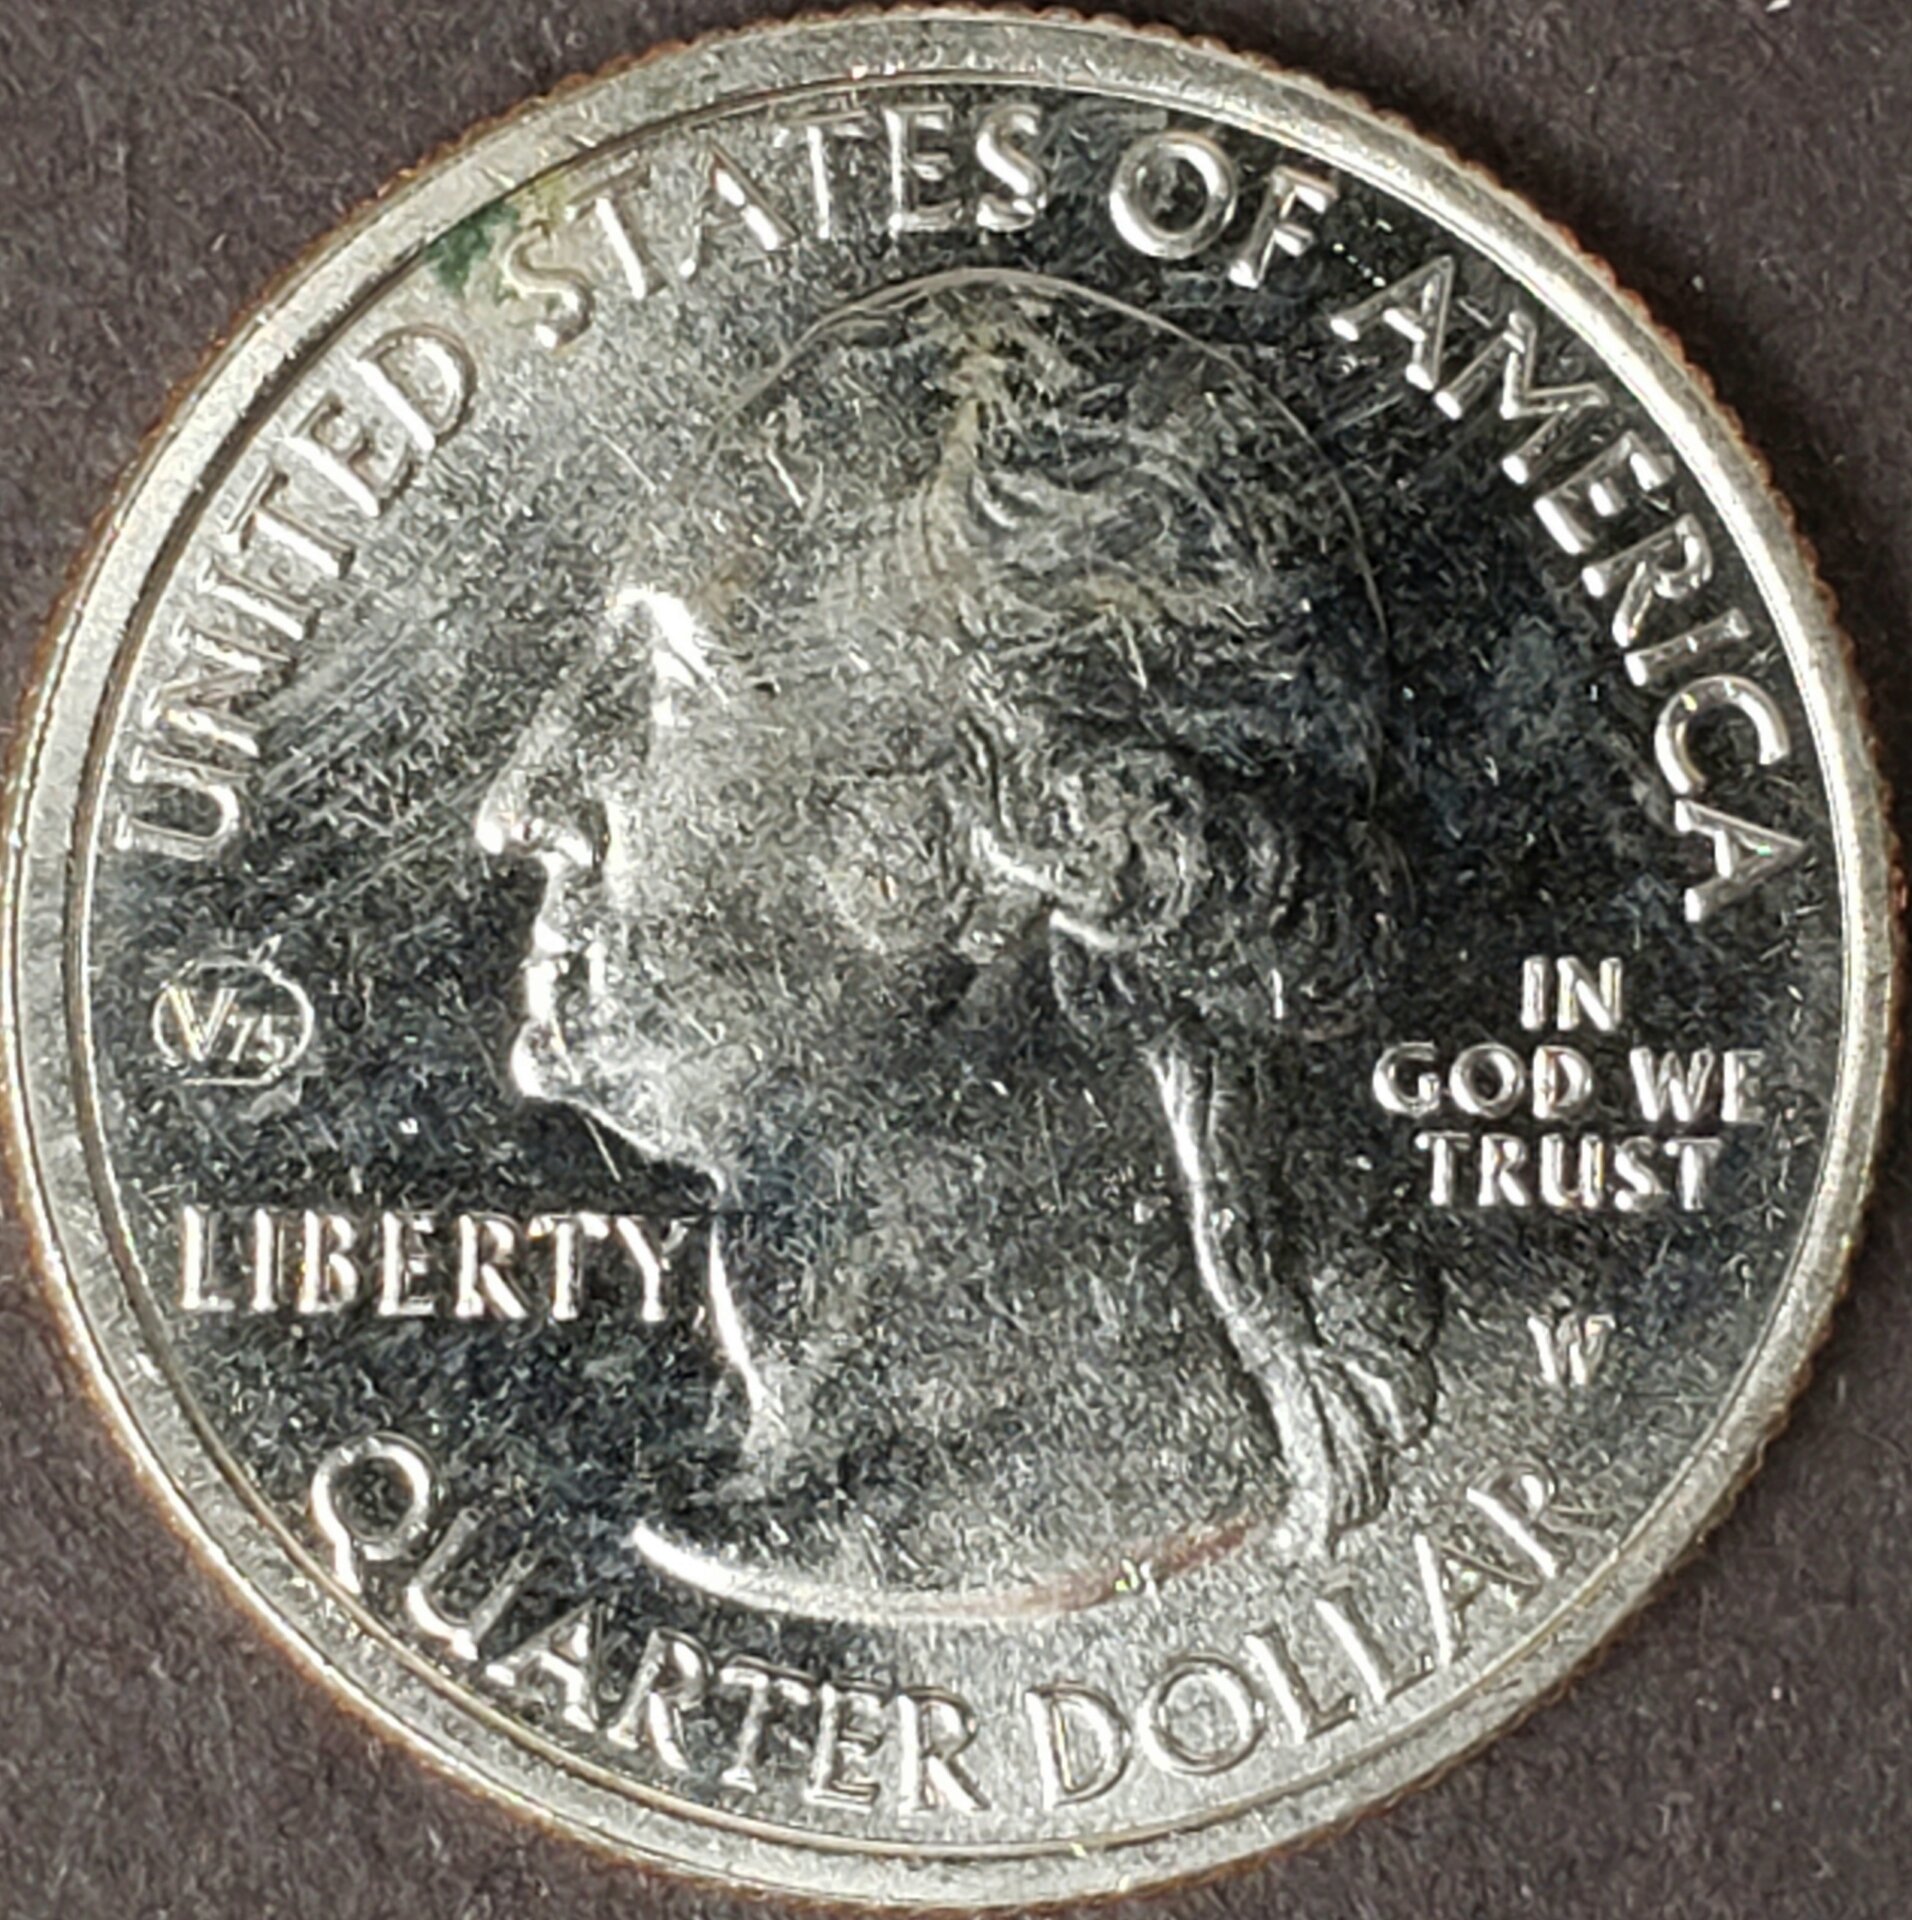 UNITED STATES OF AMERICA
V75
IN
GOD WE
TRUST
LIBERTY
W
QUARTER DOLLAR